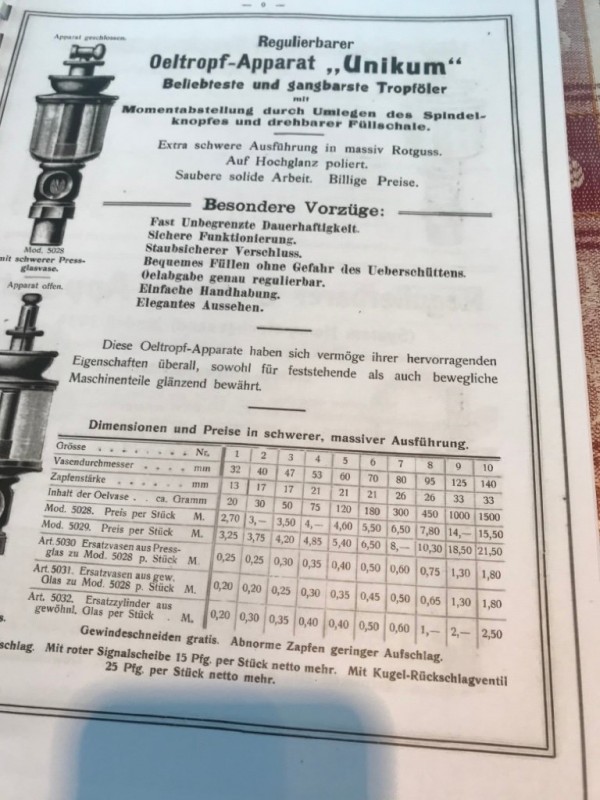 — 9 —
Apparat geschlossen.
Regulierbarer
Oeltropf-Apparat „Unikum“
Beliebteste und gangbarste Tropföler
mit
Momentabstellung durch Umlegen des Spindel-
knopfes und drehbarer Füllschale.
Extra schwere Ausführung in massiv Rotguss.
Auf Hochglanz poliert.
Saubere solide Arbeit. Billige Preise.
Besondere Vorzüge:
Fast Unbegrenzte Dauerhaftigkeit.
Sichere Funktionierung.
Staubsicherer Verschluss.
Bequemes Füllen ohne Gefahr des Ueberschüttens.
Oelabgabe genau regulierbar.
Einfache Handhabung.
Elegantes Aussehen.
Mod. 5028
mit schwerer Press-
glasvase.
Apparat offen.
Diese Oeltropf-Apparate haben sich vermöge ihrer hervorragenden
Eigenschaften überall, sowohl für feststehende als auch bewegliche
Maschinenteile glänzend bewährt.
Dimensionen und Preise in schwerer, massiver Ausführung.
Grösse . . . . . . . Nr. 1 2 3 4 5 6 7 8 9 10
Vasendurchmesser . . . . mm 32 40 47 53 60 70 80 95 125 140
Zapfenstärke . . . . . mm 13 17 17 21 21 21 26 26 33 33
Inhalt der Oelvase . . ca. Gramm 20 30 50 75 120 180 300 450 1000 1500
Mod. 5028. Preis per Stück M. 2,70 3,— 3,50 4,— 4,60 5,50 6,50 7,80 14,— 15,50
Mod. 5029. Preis per Stück M. 3,25 3,75 4,20 4,85 5,40 6,50 8,— 10,30 18,50 21,50
Art. 5030 Ersatzvasen aus Press-
glas zu Mod. 5028 p. Stück M. 0,25 0,25 0,30 0,35 0,40 0,50 0,60 0,75 1,30 1,80
Art. 5031. Ersatzvasen aus gew.
Glas zu Mod. 5028 p. Stück M. 0,20 0,20 0,25 0,30 0,35 0,45 0,50 0,65 1,30 1,80
Art. 5032. Ersatzzylinder aus
gewöhnl. Glas per Stück . M. 0,20 0,30 0,35 0,40 0,40 0,50 0,60 1,— 2,— 2,50
Gewindeschneiden gratis. Abnorme Zapfen geringer Aufschlag.
schlag. Mit roter Signalscheibe 15 Pfg. per Stück netto mehr. Mit Kugel-Rückschlagventil
25 Pfg. per Stück netto mehr.